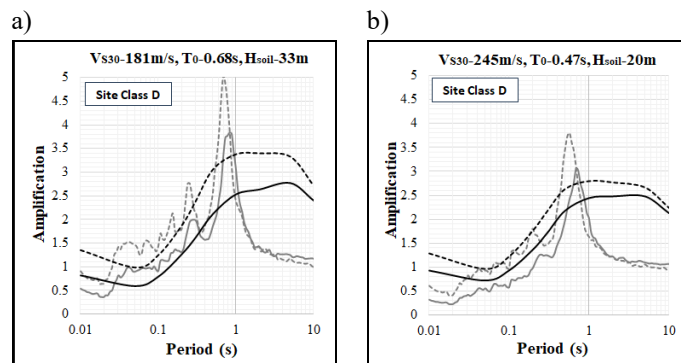 a)
VS30-181m/s, T0-0.68s, Hsoil-33m
Site Class D
Amplification
5
4.5
4
3.5
3
2.5
2
1.5
1
0.5
0
0.01 0.1 1 10
Period (s)
b)
VS30-245m/s, T0-0.47s, Hsoil-20m
Site Class D
Amplification
5
4.5
4
3.5
3
2.5
2
1.5
1
0.5
0
0.01 0.1 1 10
Period (s)